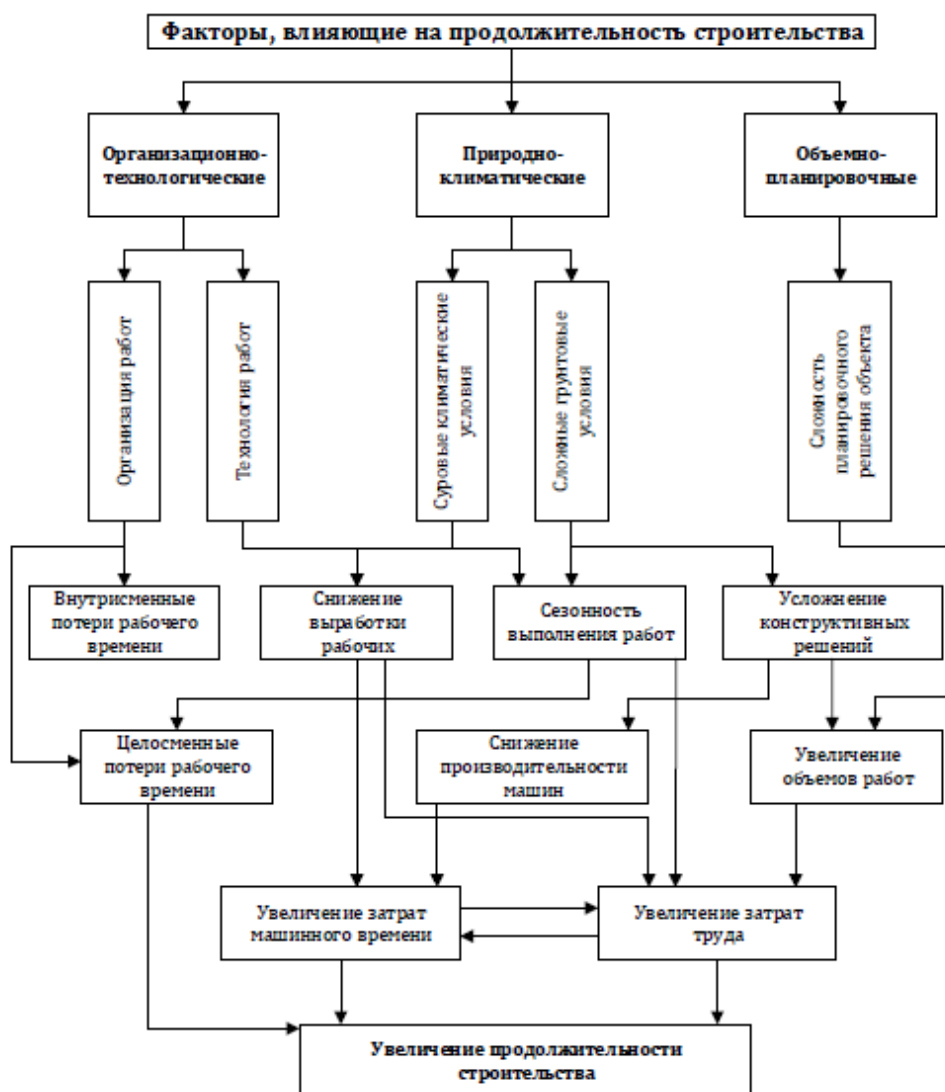 Факторы, влияющие на продолжительность строительства
Организационно-
технологические
Природно-
климатические
Объемно-
планировочные
Организация работ
Технология работ
Суровые климатические
условия
Сложные грунтовые
условия
Сложность
планировочного
решения объекта
Внутрисменные
потери рабочего
времени
Снижение
выработки
рабочих
Сезонность
выполнения работ
Усложнение
конструктивных
решений
Целосменные
потери рабочего
времени
Снижение
производительности
машин
Увеличение
объемов работ
Увеличение затрат
машинного времени
Увеличение затрат
труда
Увеличение продолжительности
строительства